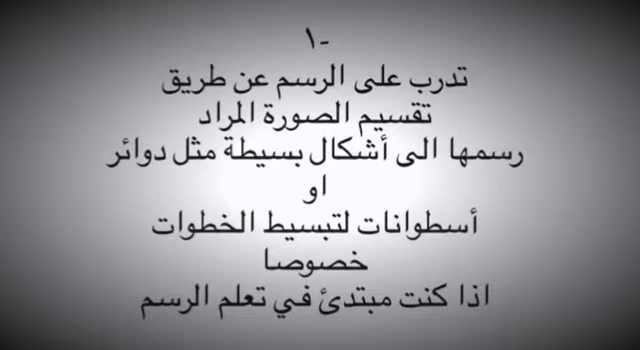 ١-
تدرب على الرسم عن طريق
تقسيم الصورة المراد
رسمها الى أشكال بسيطة مثل دوائر
او
أسطوانات لتبسيط الخطوات
خصوصا
اذا كنت مبتدئ في تعلم الرسم